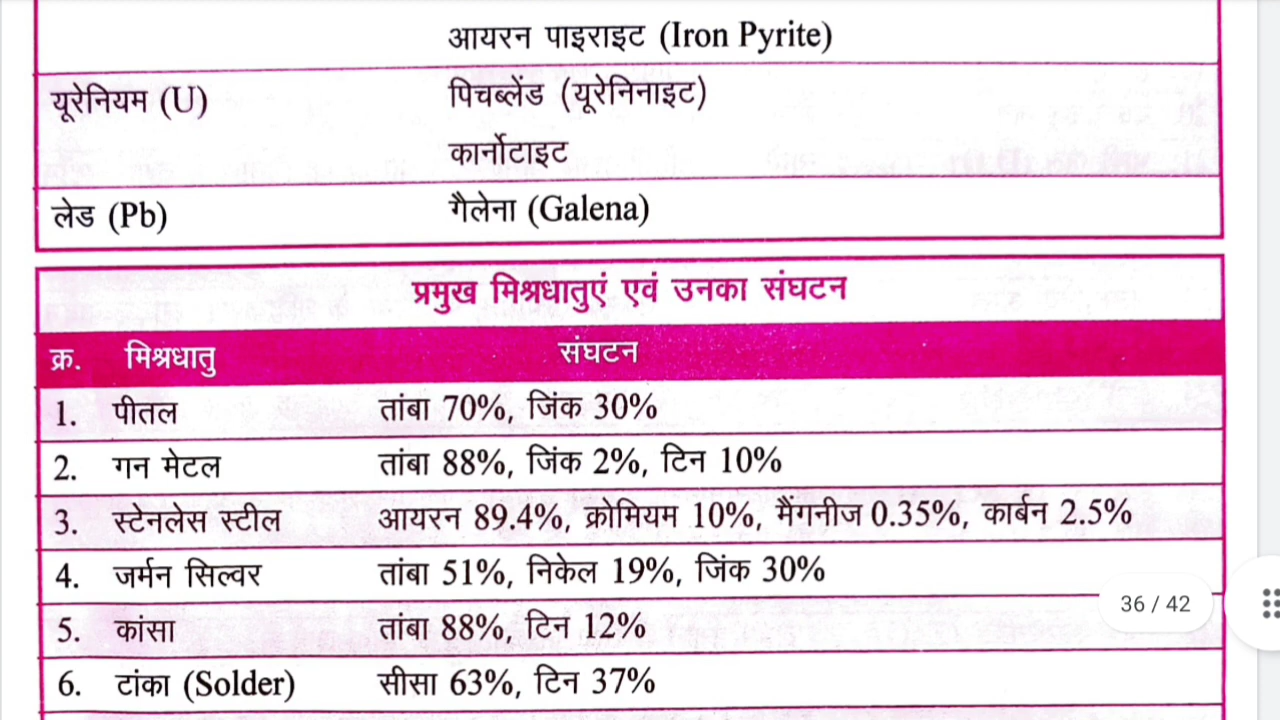 आयरन पाइराइट (Iron Pyrite)
यूरेनियम (U) पिचब्लेंड (यूरेनिनाइट)
कार्नोटाइट
लेड (Pb) गैलेना (Galena)
प्रमुख मिश्रधातुएं एवं उनका संघटन
क्र. मिश्रधातु संघटन
1. पीतल तांबा 70%, जिंक 30%
2. गन मेटल तांबा 88%, जिंक 2%, टिन 10%
3. स्टेनलेस स्टील आयरन 89.4%, क्रोमियम 10%, मैंगनीज 0.35%, कार्बन 2.5%
4. जर्मन सिल्वर तांबा 51%, निकेल 19%, जिंक 30%
36 / 42
5. कांसा तांबा 88%, टिन 12%
6. टांका (Solder) सीसा 63%, टिन 37%